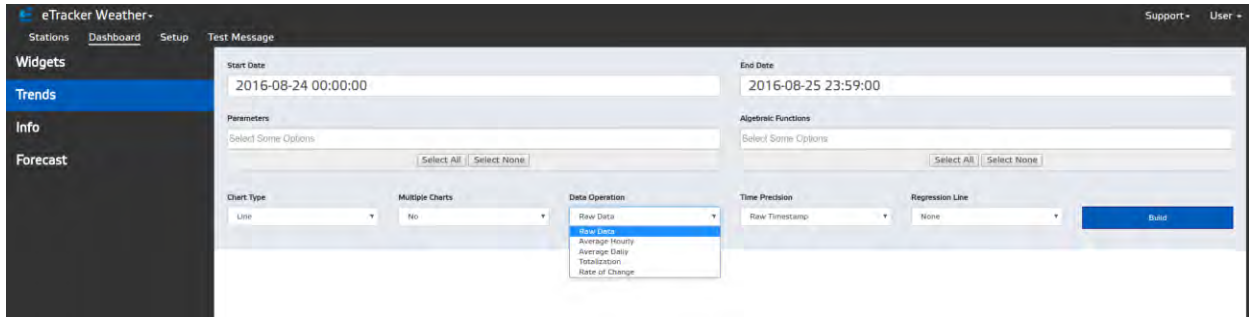 eTracker Weather
Support
User
Stations Dashboard Setup Test Message
Widgets
Trends
Info
Forecast
Start Date
End Date
2016-08-24 00:00:00
2016-08-25 23:59:00
Parameters
Algebraic Functions
Select Some Options
Select Some Options
Select All Select None
Select All Select None
Chart Type
Multiple Charts
Data Operation
Time Precision
Regression Line
Line
No
Raw Data
Raw Timestamp
None
Build
Raw Data
Average Hourly
Average Daily
Totalization
Rate of Change